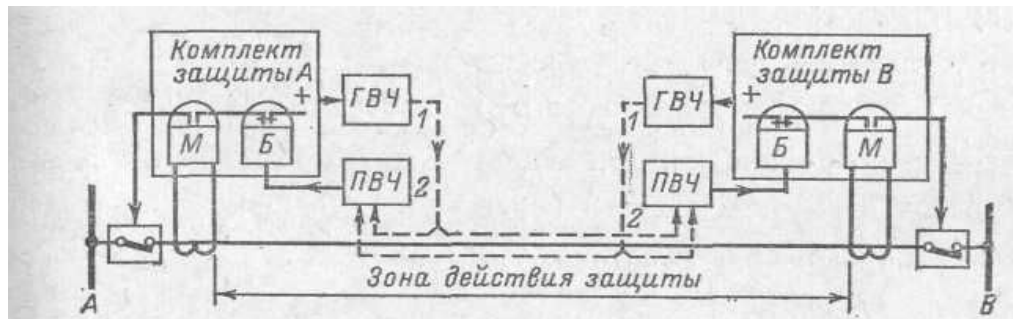 Комплект
защиты А
+
ГВЧ
1
М
Б
ПВЧ
2
Комплект
защиты В
ГВЧ
1
+
Б
М
ПВЧ
2
Зона действия защиты
А
В